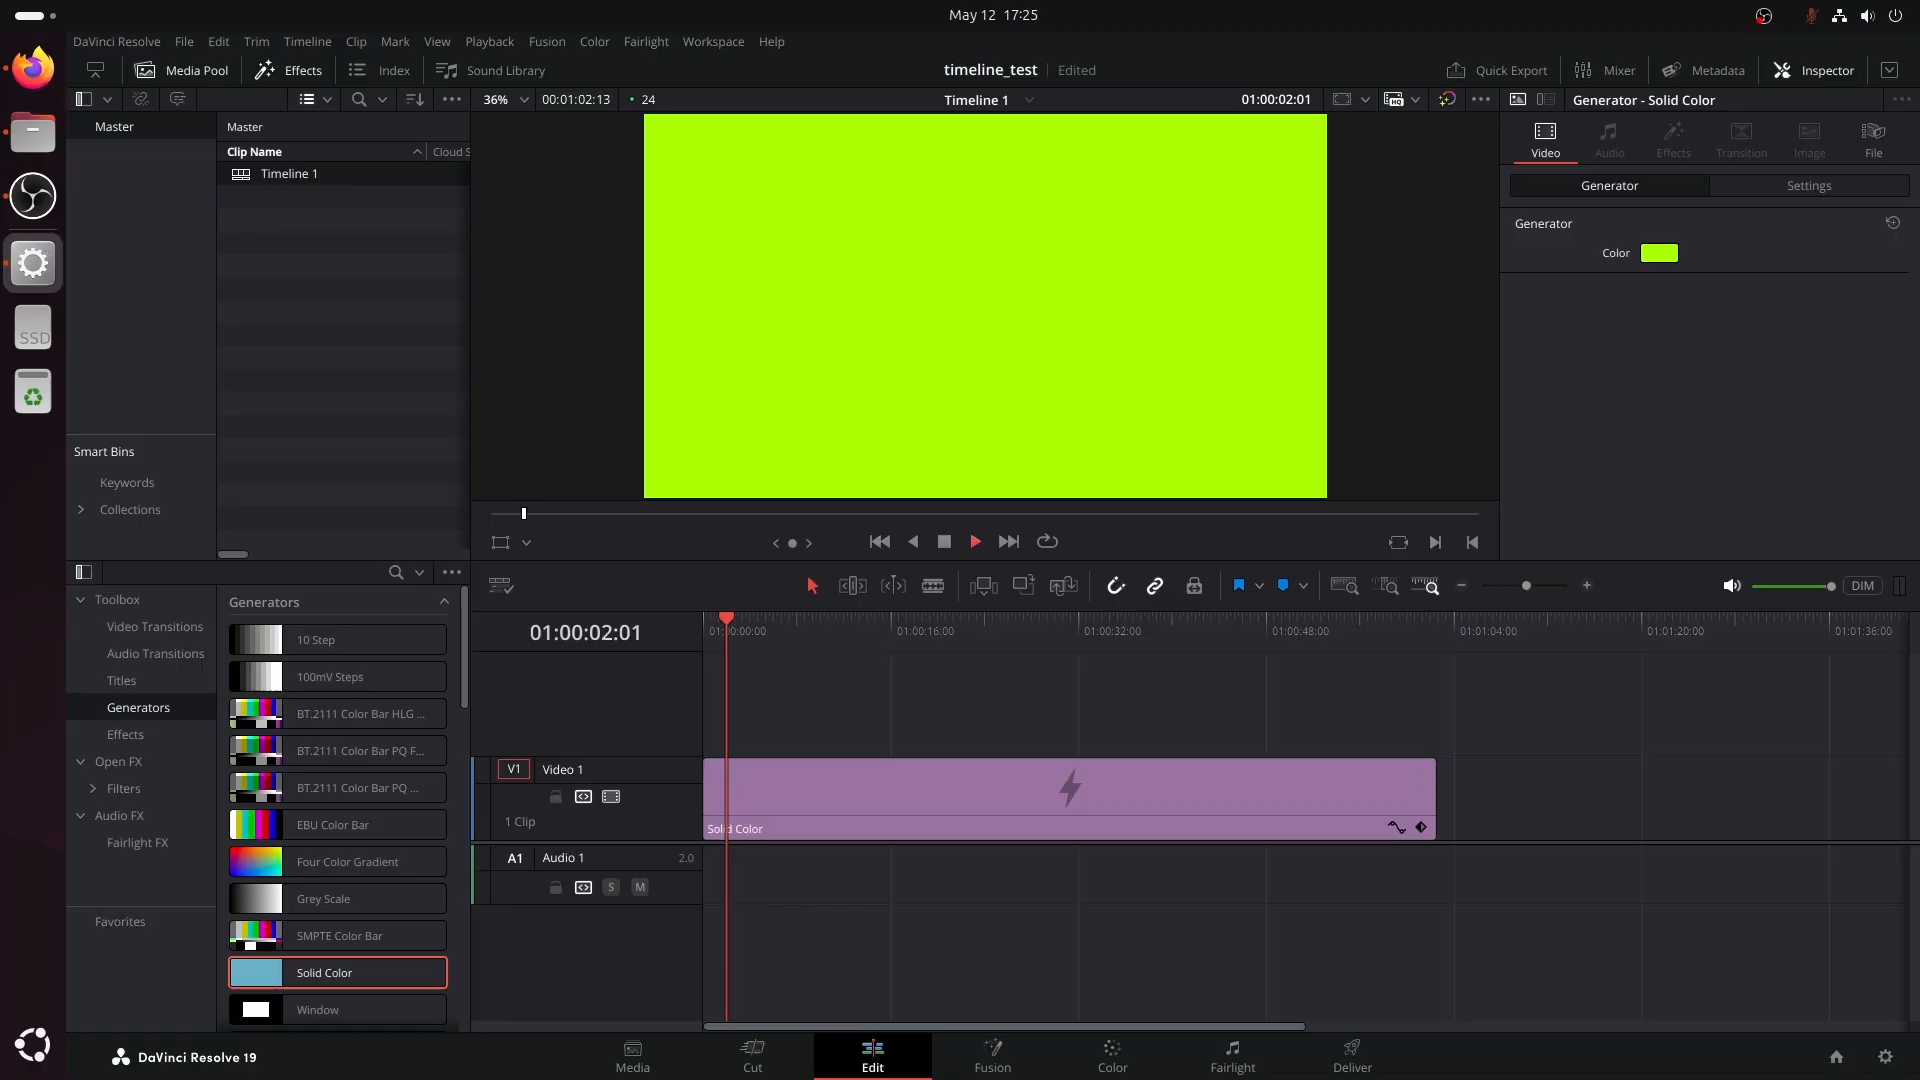 May 12 17:25
DaVinci Resolve File Edit Trim Timeline Clip Mark View Playback Fusion Color Fairlight Workspace Help
Media Pool Effects Index Sound Library timeline_test Edited Quick Export Mixer Metadata Inspector
36% 00:01:02:13 24 Timeline 1 01:00:02:01 Generator - Solid Color
Master Master
Clip Name Cloud S
Timeline 1
Video Audio Effects Transition Image File
Generator Settings
Generator
Color
SSD
Smart Bins
Keywords
Collections
Toolbox
Video Transitions
Audio Transitions
Titles
Generators
Effects
Open FX
Filters
Audio FX
Fairlight FX
Favorites
Generators
10 Step
100mV Steps
BT.2111 Color Bar HLG ...
BT.2111 Color Bar PQ F...
BT.2111 Color Bar PQ ...
EBU Color Bar
Four Color Gradient
Grey Scale
SMPTE Color Bar
Solid Color
Window
DIM
01:00:02:01 01:00:00:00 01:00:16:00 01:00:32:00 01:00:48:00 01:01:04:00 01:01:20:00 01:01:36:00
V1 Video 1
1 Clip
Solid Color
A1 Audio 1 2.0
S M
DaVinci Resolve 19
Media Cut Edit Fusion Color Fairlight Deliver